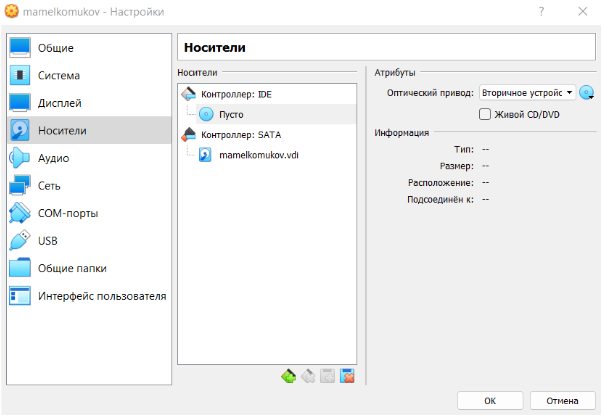 mamelkomukov - Настройки
Общие
Система
Дисплей
Носители
Аудио
Сеть
COM-порты
USB
Общие папки
Интерфейс пользователя
Носители
Носители
Контроллер: IDE
Пусто
Контроллер: SATA
mamelkomukov.vdi
Атрибуты
Оптический привод: Вторичное устройс
Живой CD/DVD
Информация
Тип: --
Размер: --
Расположение: --
Подсоединён к: --
OK Отмена